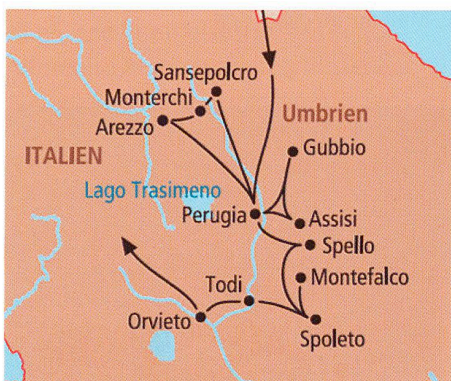 Sansepolcro
Monterchi
Arezzo
Umbrien
Gubbio
ITALIEN
Lago Trasimeno
Perugia
Assisi
Spello
Todi
Montefalco
Orvieto
Spoleto